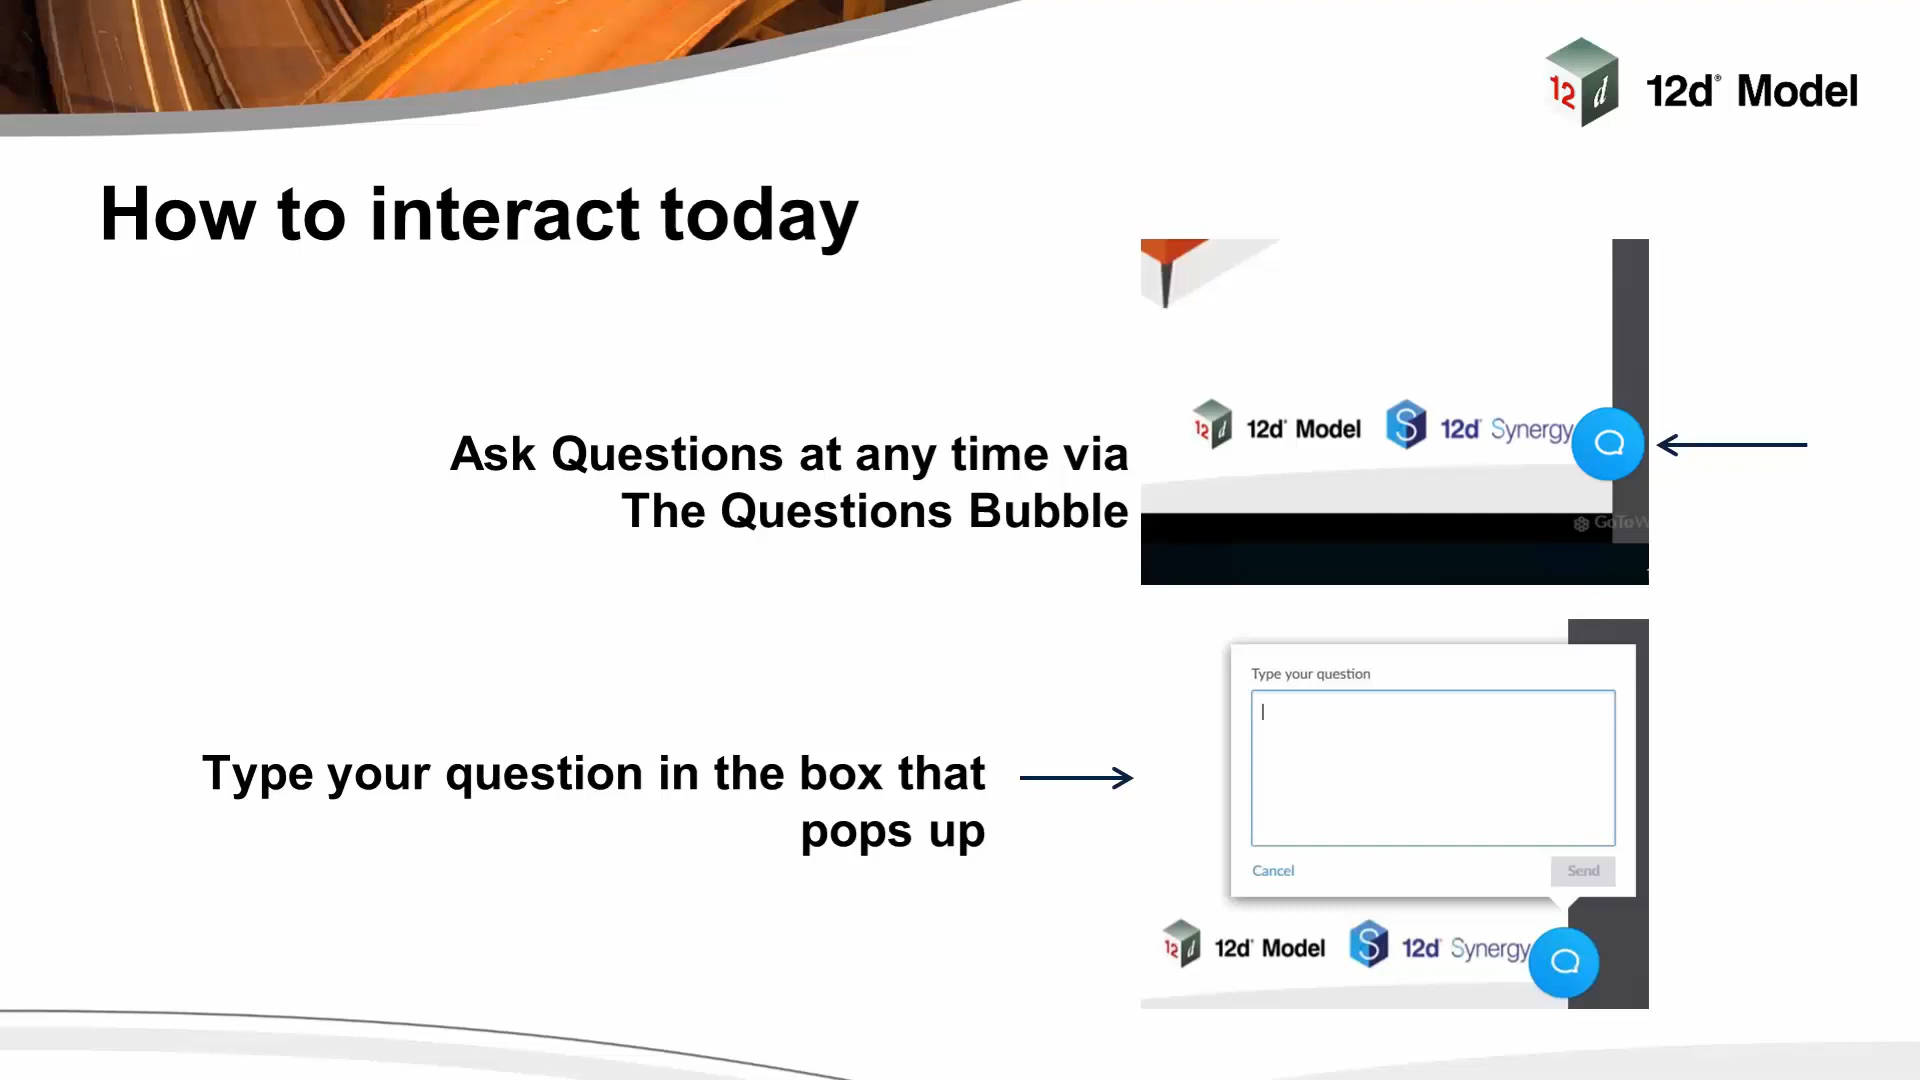 12d® Model
How to interact today
12d® Model 12d® Synergy
Ask Questions at any time via
The Questions Bubble
Type your question
Type your question in the box that
pops up
Cancel Send
12d® Model 12d® Synergy